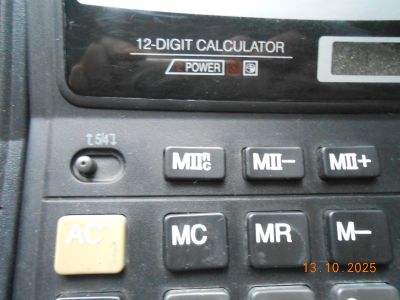 12-DIGIT CALCULATOR
POWER
MII RC MII– MII+
AC MC MR M–
13.10.2025